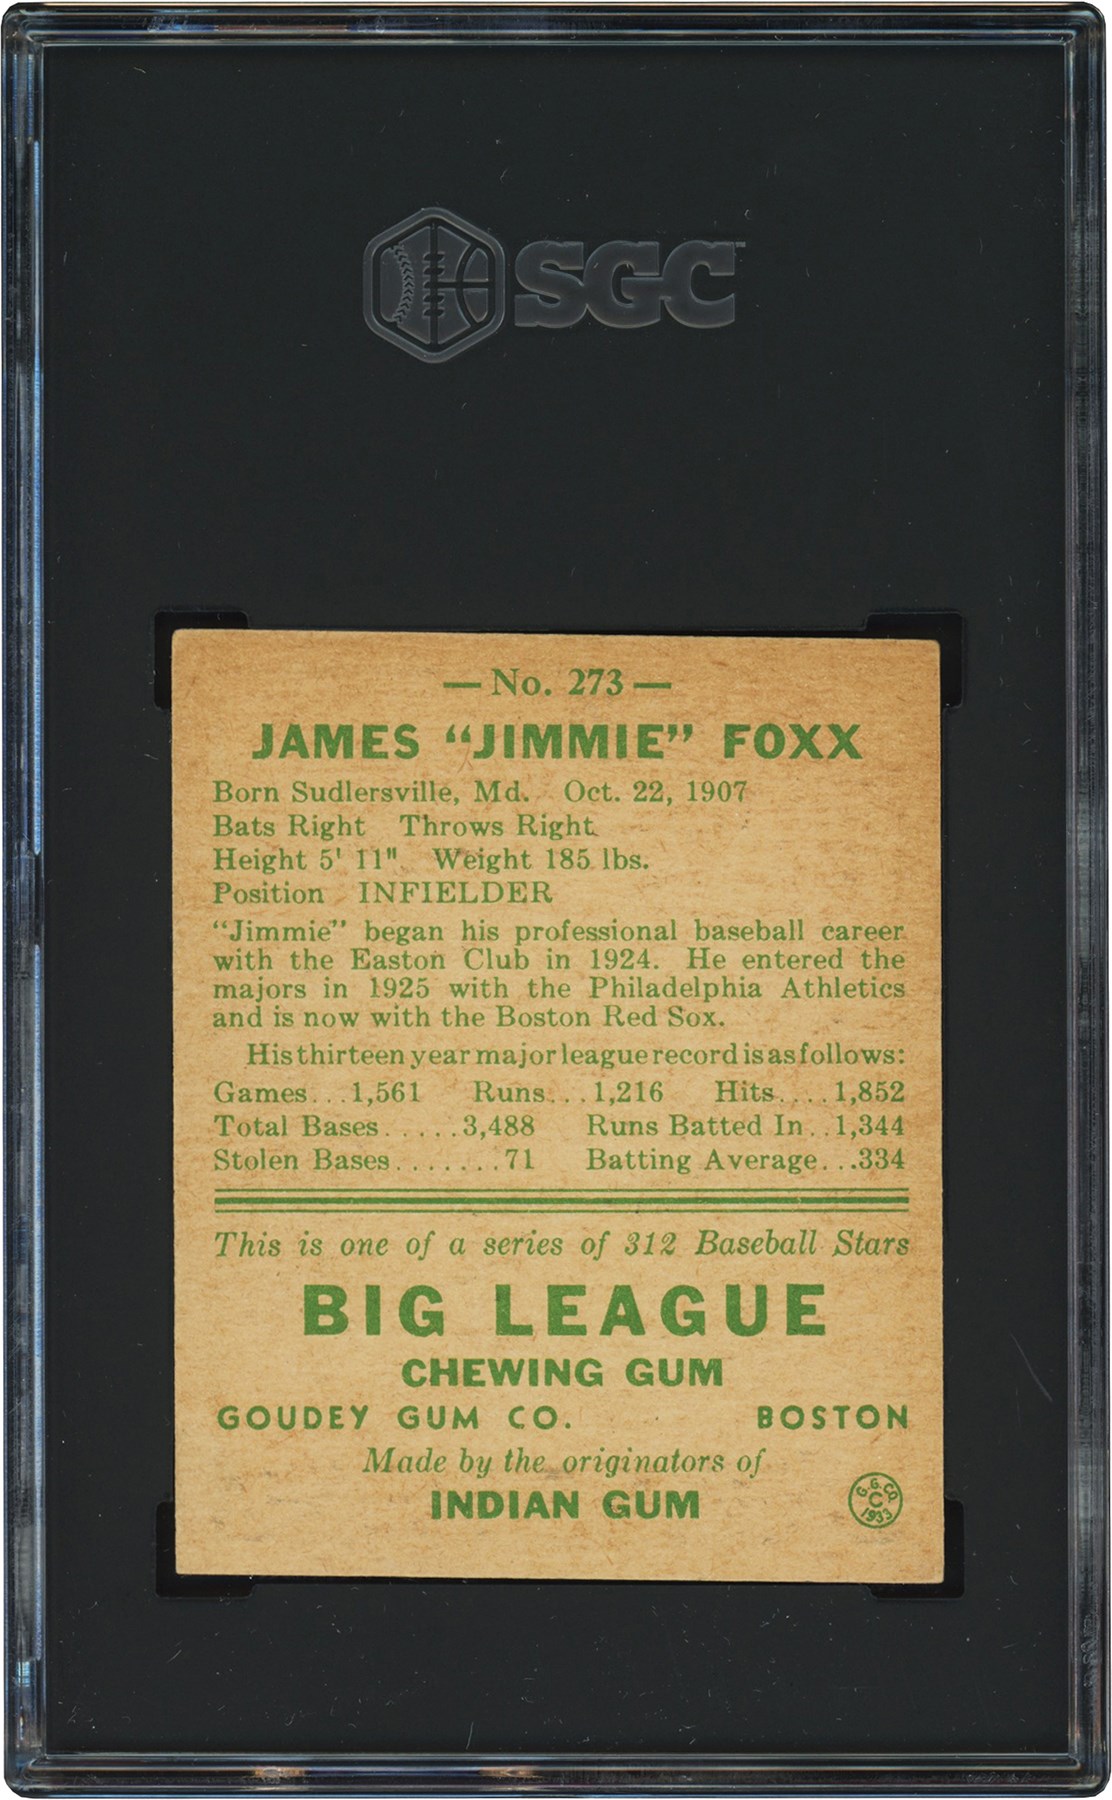 SGC
— No. 273 —
JAMES “JIMMIE” FOXX
Born Sudlersville, Md. Oct. 22, 1907
Bats Right Throws Right
Height 5' 11" Weight 185 lbs.
Position INFIELDER
“Jimmie” began his professional baseball career
with the Easton Club in 1924. He entered the
majors in 1925 with the Philadelphia Athletics
and is now with the Boston Red Sox.
His thirteen year major league record is as follows:
Games...1,561 Runs...1,216 Hits....1,852
Total Bases.....3,488 Runs Batted In..1,344
Stolen Bases.......71 Batting Average...334
This is one of a series of 312 Baseball Stars
BIG LEAGUE
CHEWING GUM
GOUDEY GUM CO. BOSTON
Made by the originators of
INDIAN GUM
G.G.CO.
C
1933